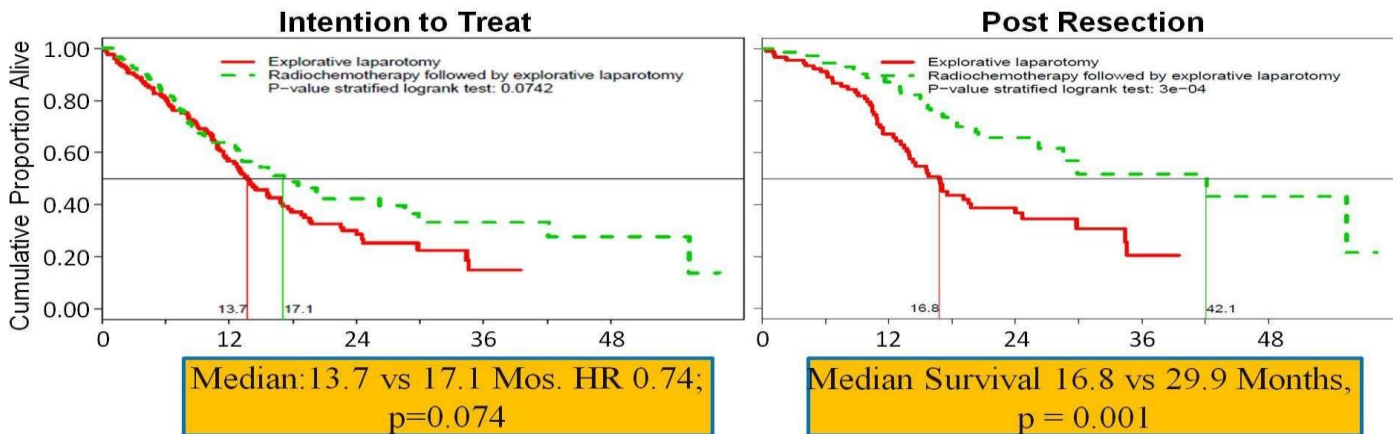 Intention to Treat
Post Resection
Cumulative Proportion Alive
1.00
0.80
0.60
0.40
0.20
0.00
Explorative laparotomy
Radiochemotherapy followed by explorative laparotomy
P-value stratified logrank test: 0.0742
13.7
17.1
0 12 24 36 48
Explorative laparotomy
Radiochemotherapy followed by explorative laparotomy
P-value stratified logrank test: 3e-04
16.8
42.1
0 12 24 36 48
Median:13.7 vs 17.1 Mos. HR 0.74;
p=0.074
Median Survival 16.8 vs 29.9 Months,
p = 0.001